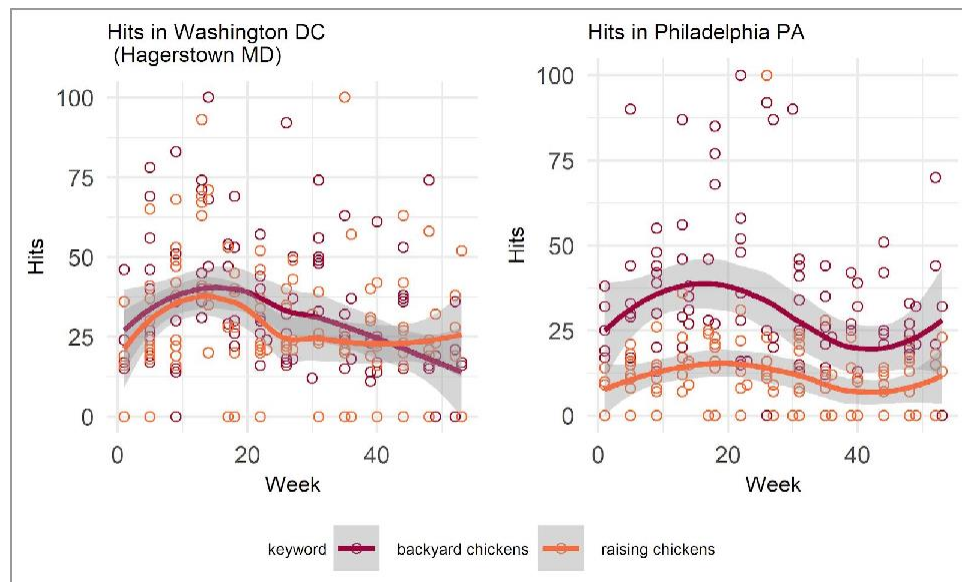 Hits in Washington DC
(Hagerstown MD)
100
75
50
25
0
Hits
0 20 40
Week
Hits in Philadelphia PA
100
75
50
25
0
Hits
0 20 40
Week
keyword backyard chickens raising chickens